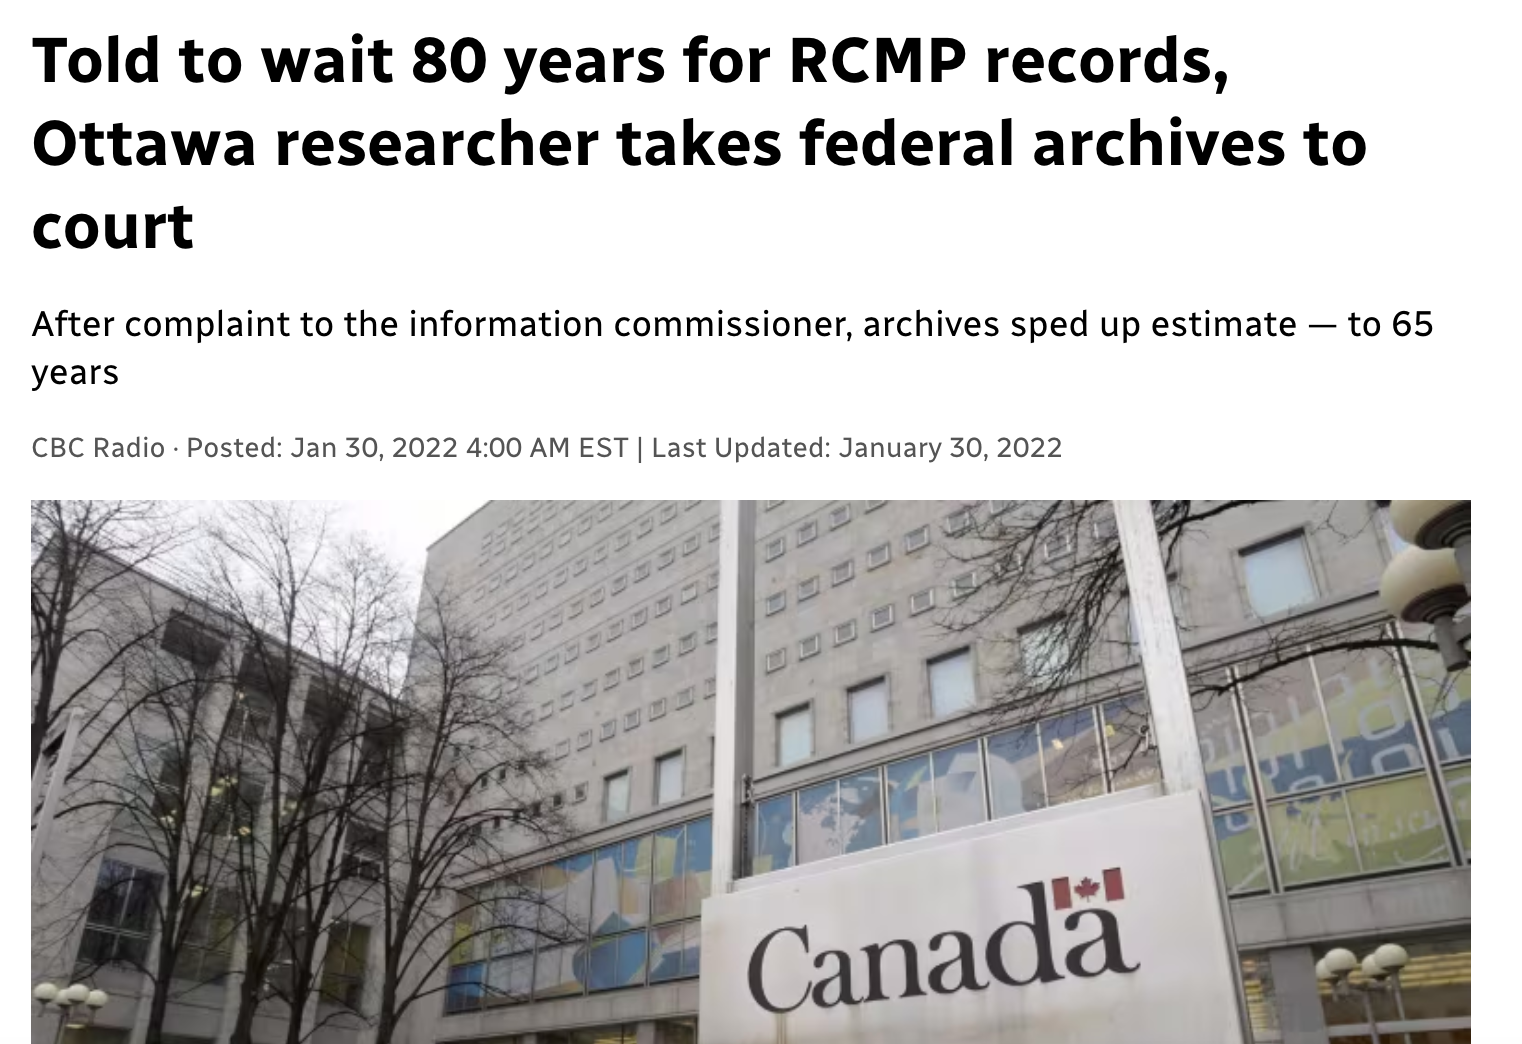 Told to wait 80 years for RCMP records,
Ottawa researcher takes federal archives to
court
After complaint to the information commissioner, archives sped up estimate — to 65
years
CBC Radio · Posted: Jan 30, 2022 4:00 AM EST | Last Updated: January 30, 2022
Canada